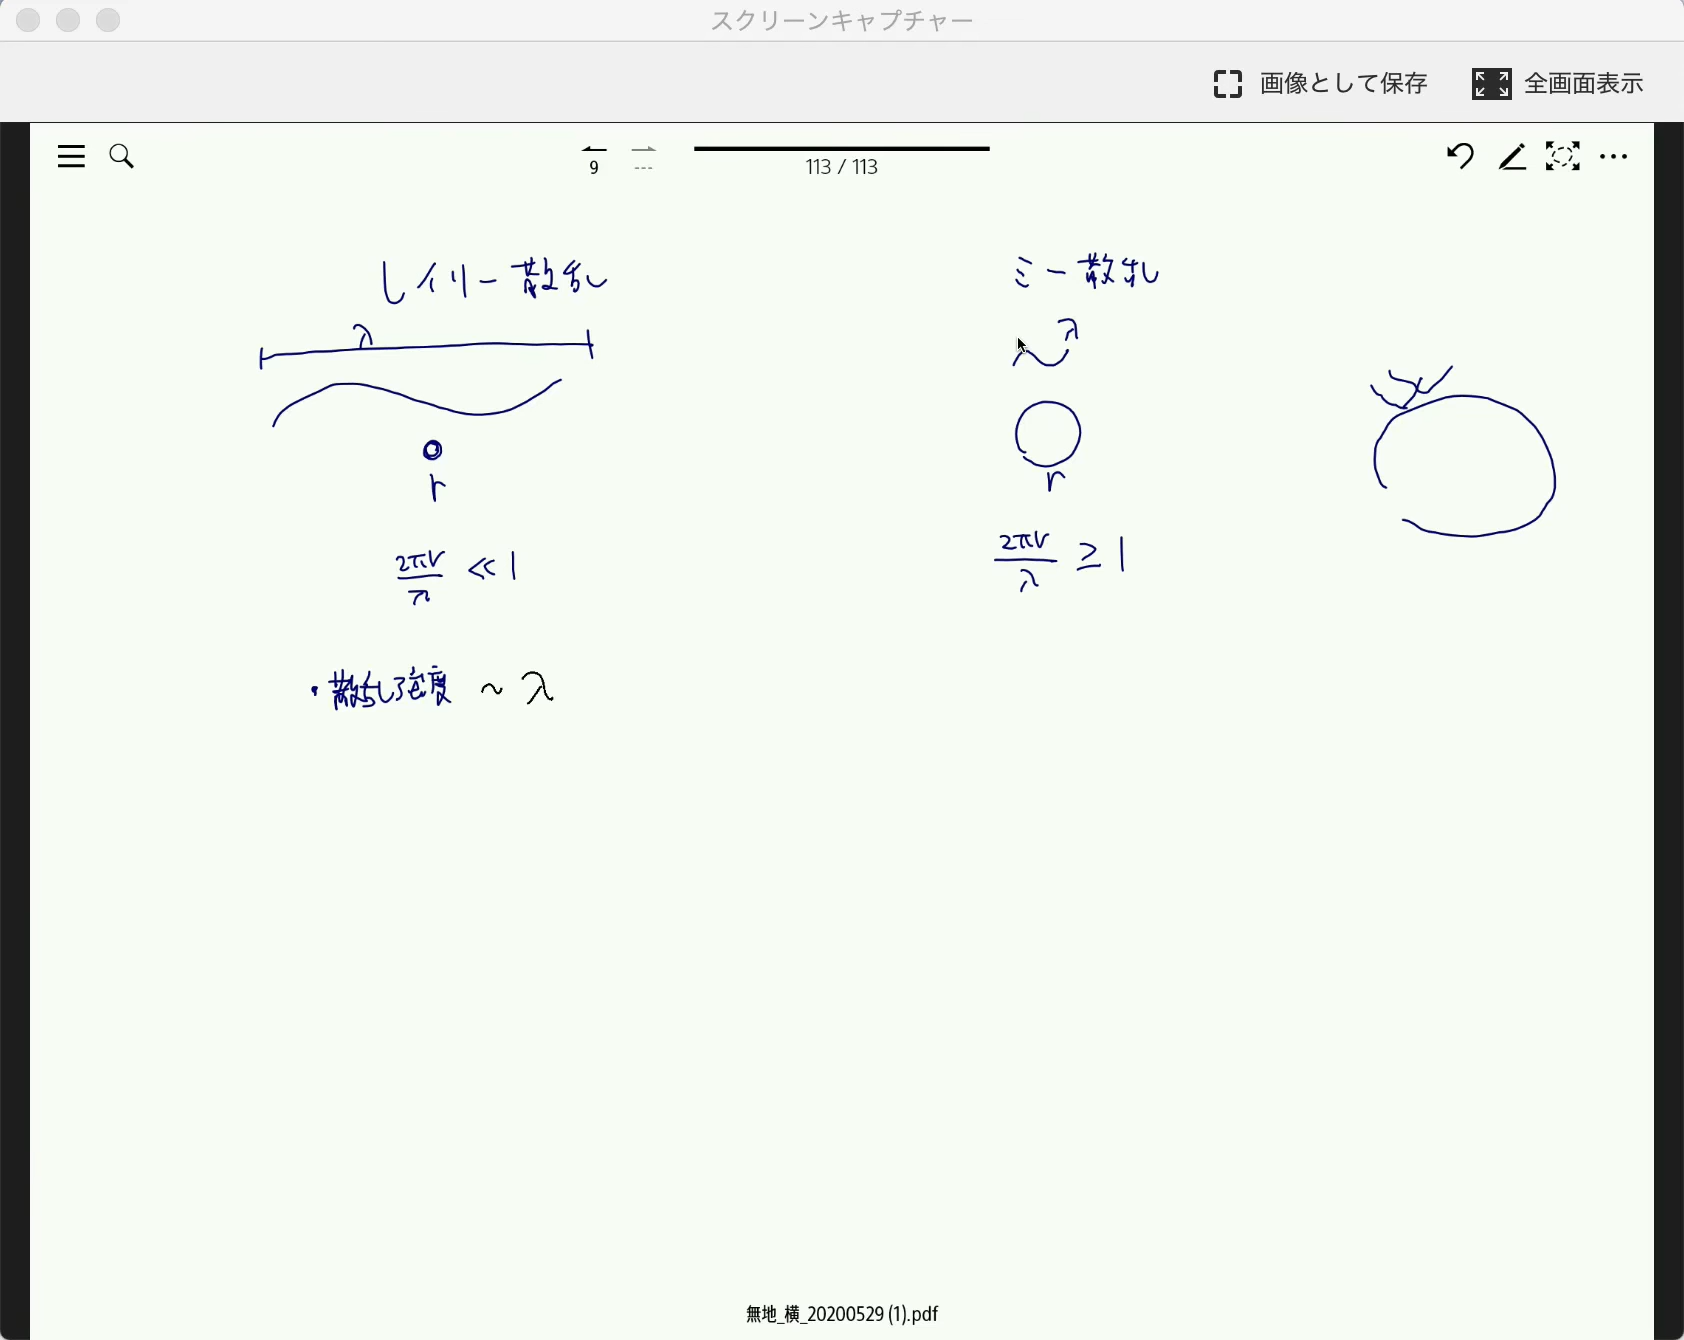 スクリーンキャプチャー
画像として保存 全画面表示
9 --- 113 / 113
レイリー散乱
λ
r
2πr/λ ≪ 1
・散乱強度 ~ λ
ミー散乱
λ
r
2πr/λ ≥ 1
無地_横_20200529 (1).pdf